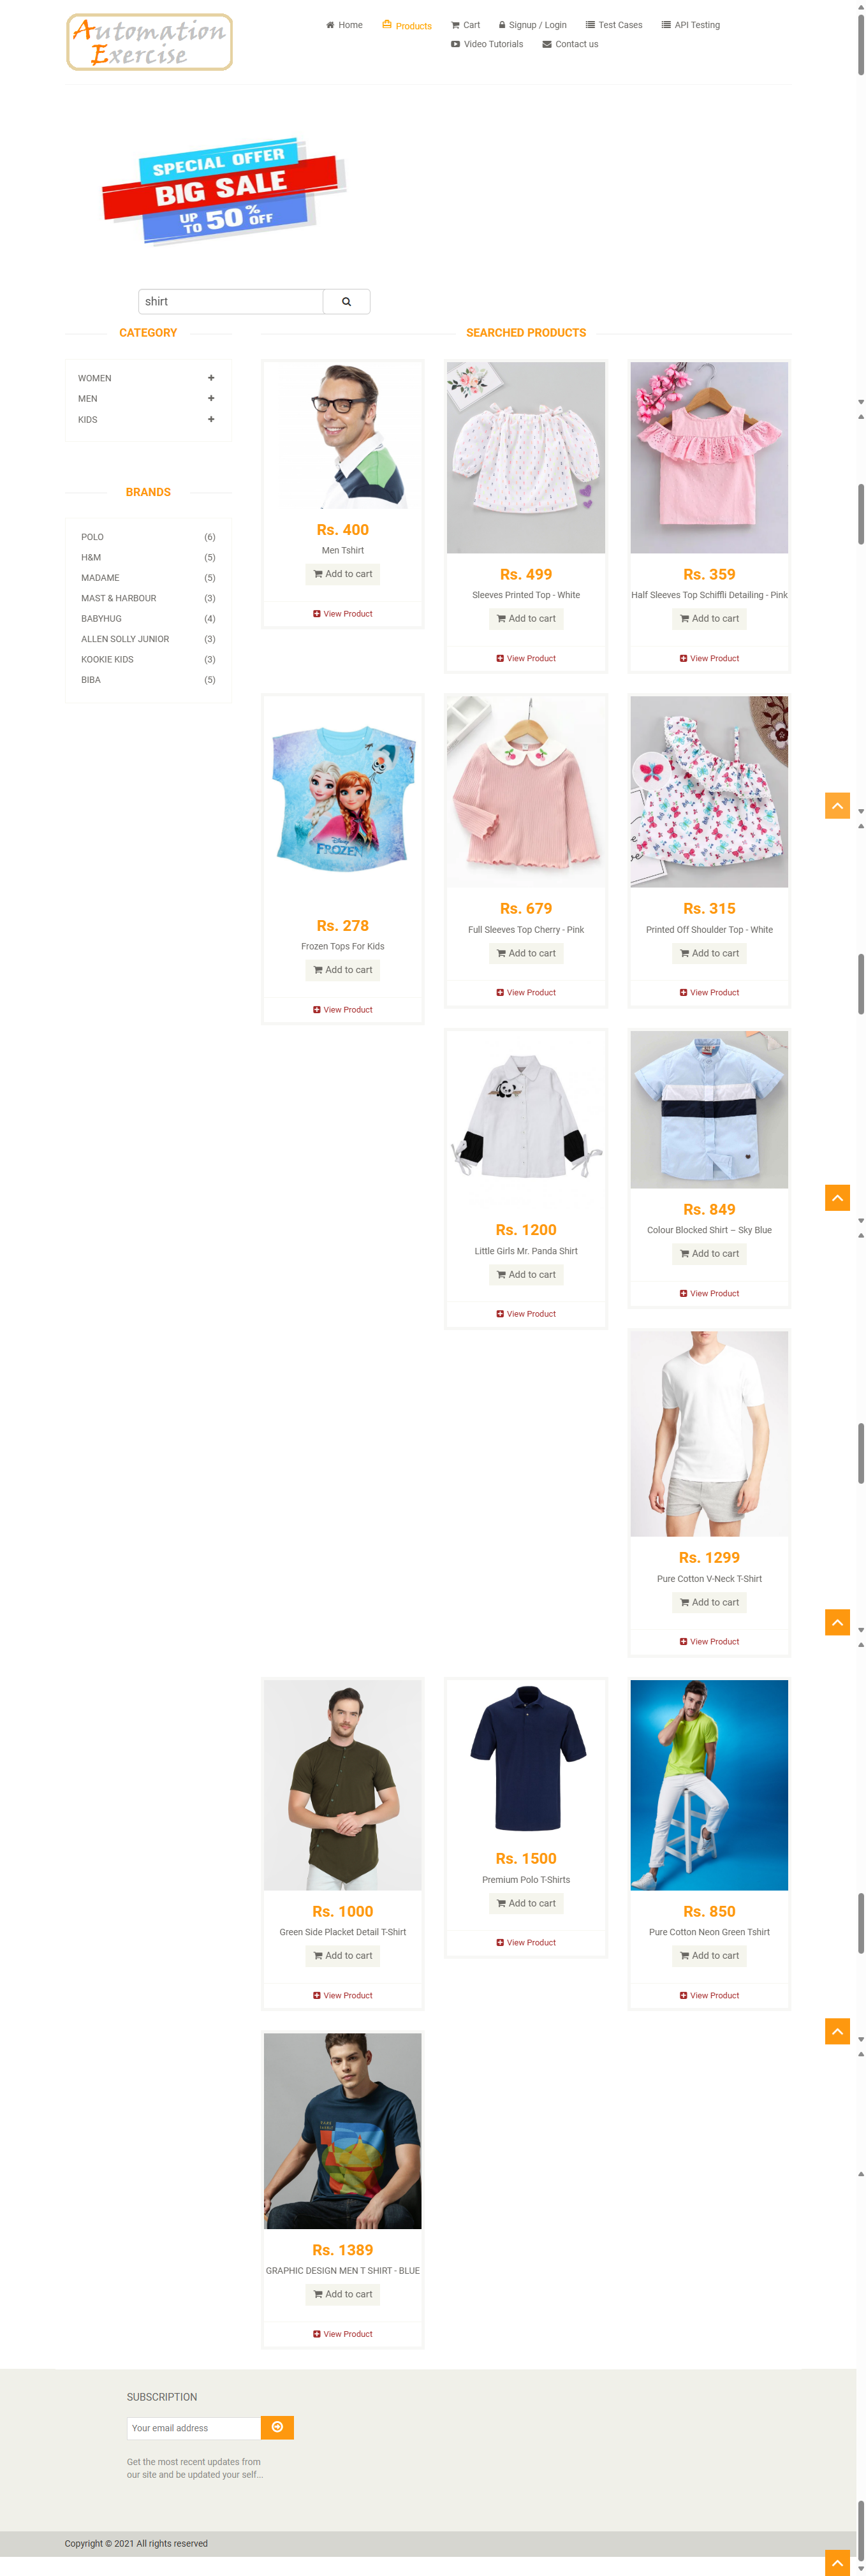 Automation
Exercise
Home
Products
Cart
Signup / Login
Test Cases
API Testing
Video Tutorials
Contact us
SPECIAL OFFER
BIG SALE
UP TO 50% OFF
shirt
CATEGORY
WOMEN
MEN
KIDS
BRANDS
POLO (6)
H&M (5)
MADAME (5)
MAST & HARBOUR (3)
BABYHUG (4)
ALLEN SOLLY JUNIOR (3)
KOOKIE KIDS (3)
BIBA (5)
SEARCHED PRODUCTS
Rs. 400
Men Tshirt
Add to cart
View Product
Rs. 499
Sleeves Printed Top - White
Add to cart
View Product
Rs. 359
Half Sleeves Top Schiffli Detailing - Pink
Add to cart
View Product
Disney
FROZEN
Rs. 278
Frozen Tops For Kids
Add to cart
View Product
Rs. 679
Full Sleeves Top Cherry - Pink
Add to cart
View Product
Rs. 315
Printed Off Shoulder Top - White
Add to cart
View Product
Rs. 1200
Little Girls Mr. Panda Shirt
Add to cart
View Product
Rs. 849
Colour Blocked Shirt – Sky Blue
Add to cart
View Product
Rs. 1299
Pure Cotton V-Neck T-Shirt
Add to cart
View Product
Rs. 1000
Green Side Placket Detail T-Shirt
Add to cart
View Product
Rs. 1500
Premium Polo T-Shirts
Add to cart
View Product
Rs. 850
Pure Cotton Neon Green Tshirt
Add to cart
View Product
Rs. 1389
GRAPHIC DESIGN MEN T SHIRT - BLUE
Add to cart
View Product
SUBSCRIPTION
Your email address
Get the most recent updates from
our site and be updated your self...
Copyright © 2021 All rights reserved